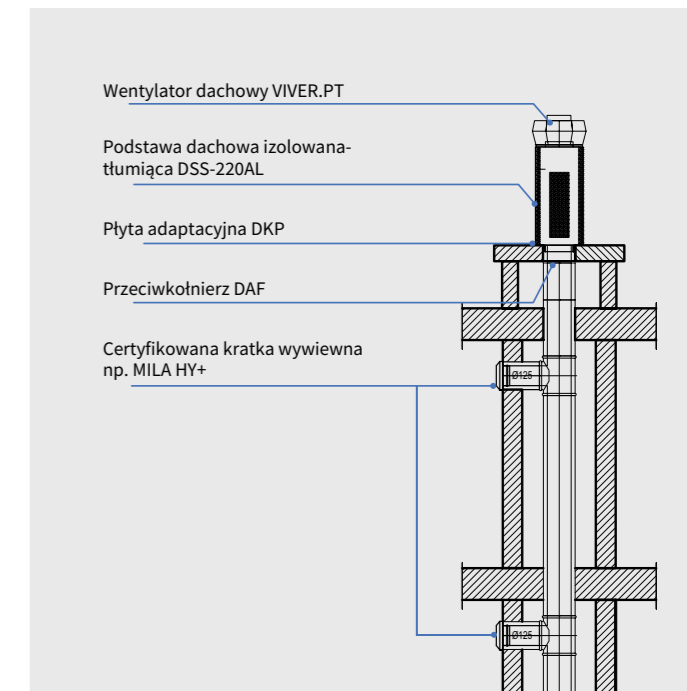 Wentylator dachowy VIVER.PT
Podstawa dachowa izolowana-
tłumiąca DSS-220AL
Płyta adaptacyjna DKP
Przeciwkołnierz DAF
Certyfikowana kratka wywiewna
np. MILA HY+
Ø125
Ø125